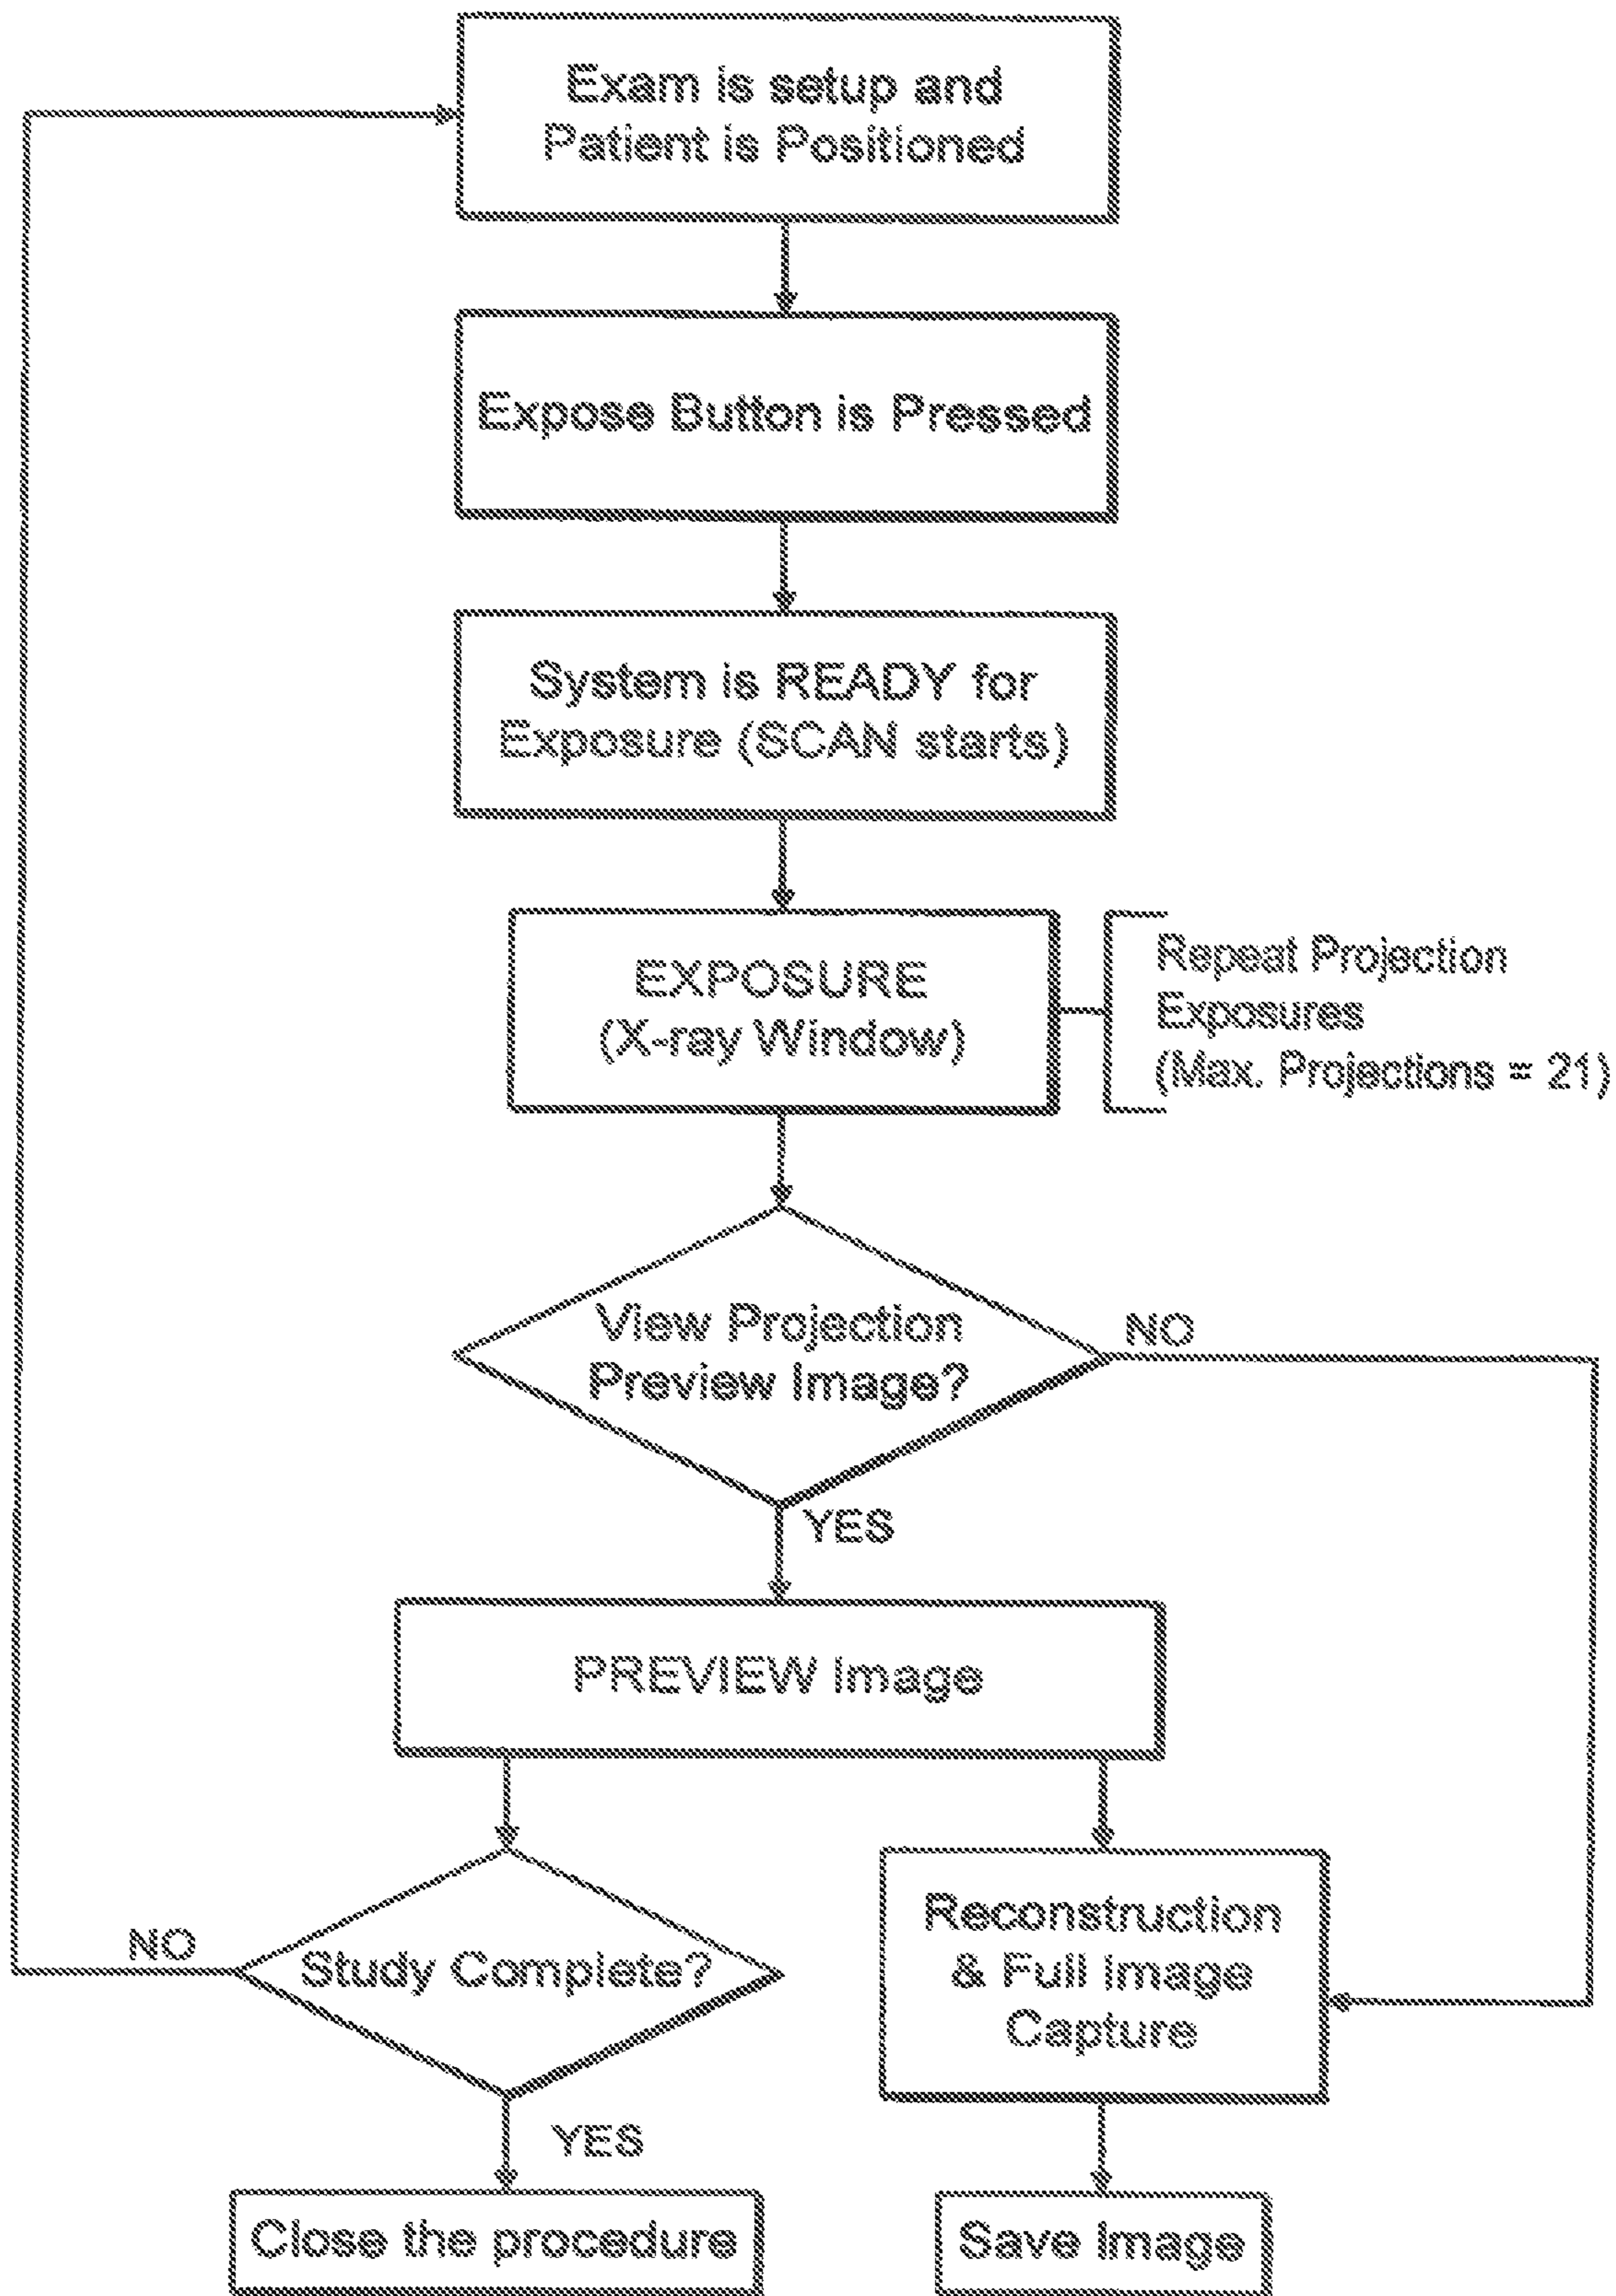 Exam is setup and
Patient is Positioned
Expose Button is Pressed
System is READY for
Exposure (SCAN starts)
EXPOSURE
(X-ray Window)
Repeat Projection
Exposures
(Max. Projections = 21)
View Projection
Preview Image?
NO
YES
PREVIEW Image
NO
Study Complete?
Reconstruction
& Full Image
Capture
YES
Close the procedure
Save Image